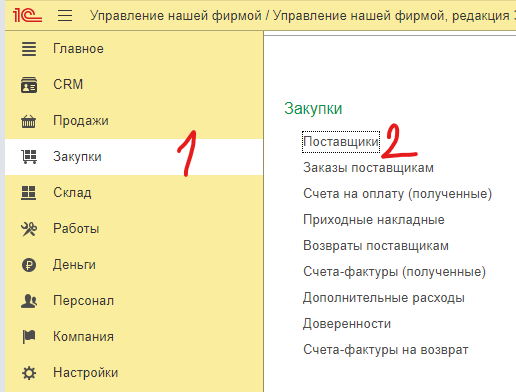 1С Управление нашей фирмой / Управление нашей фирмой, редакция
Главное
CRM
Продажи
Закупки
Склад
Работы
Деньги
Персонал
Компания
Настройки
1
Закупки
Поставщики 2
Заказы поставщикам
Счета на оплату (полученные)
Приходные накладные
Возвраты поставщикам
Счета-фактуры (полученные)
Дополнительные расходы
Доверенности
Счета-фактуры на возврат